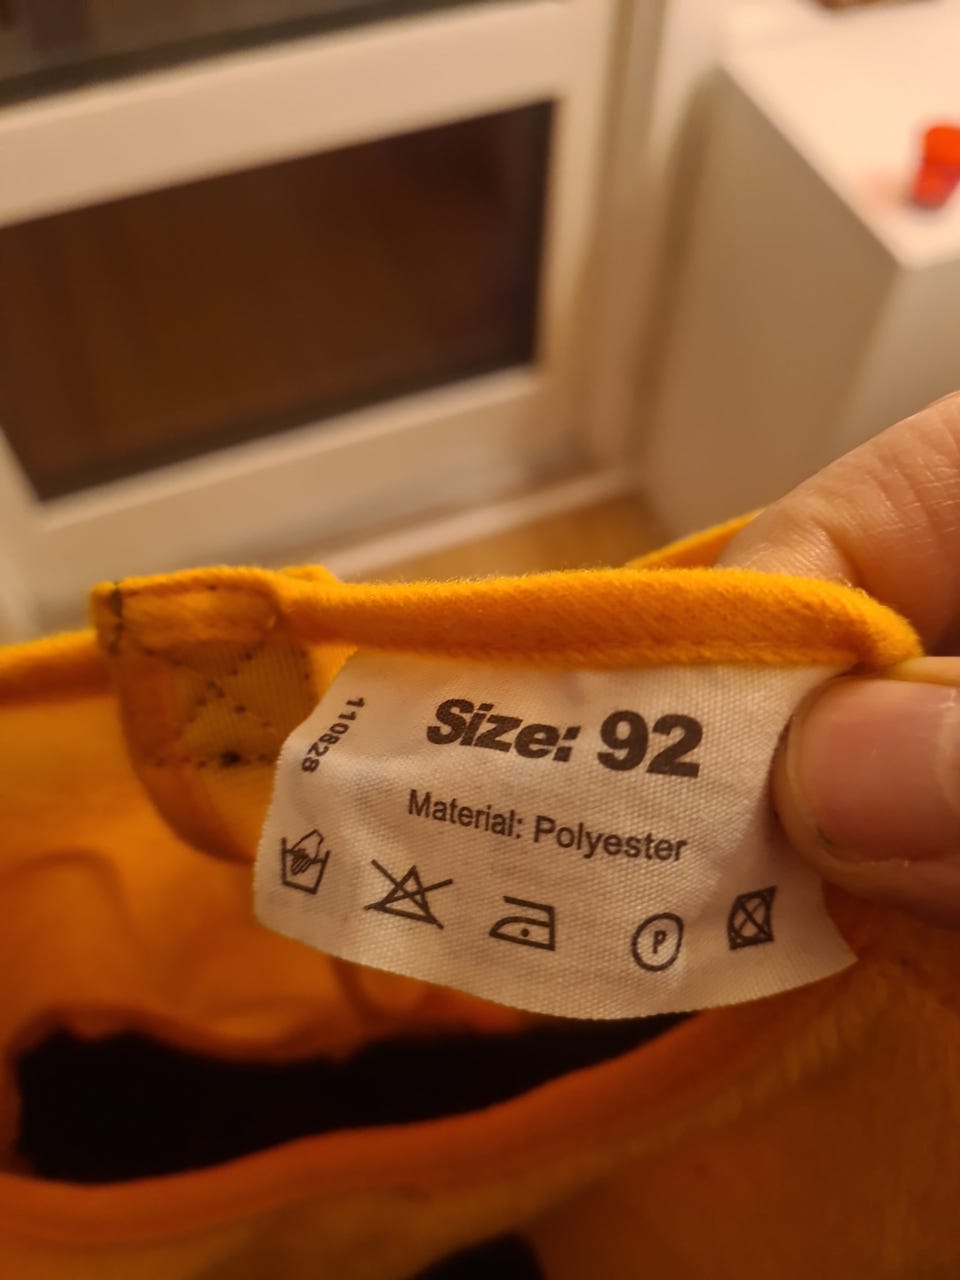 110828
Size: 92
Material: Polyester
P